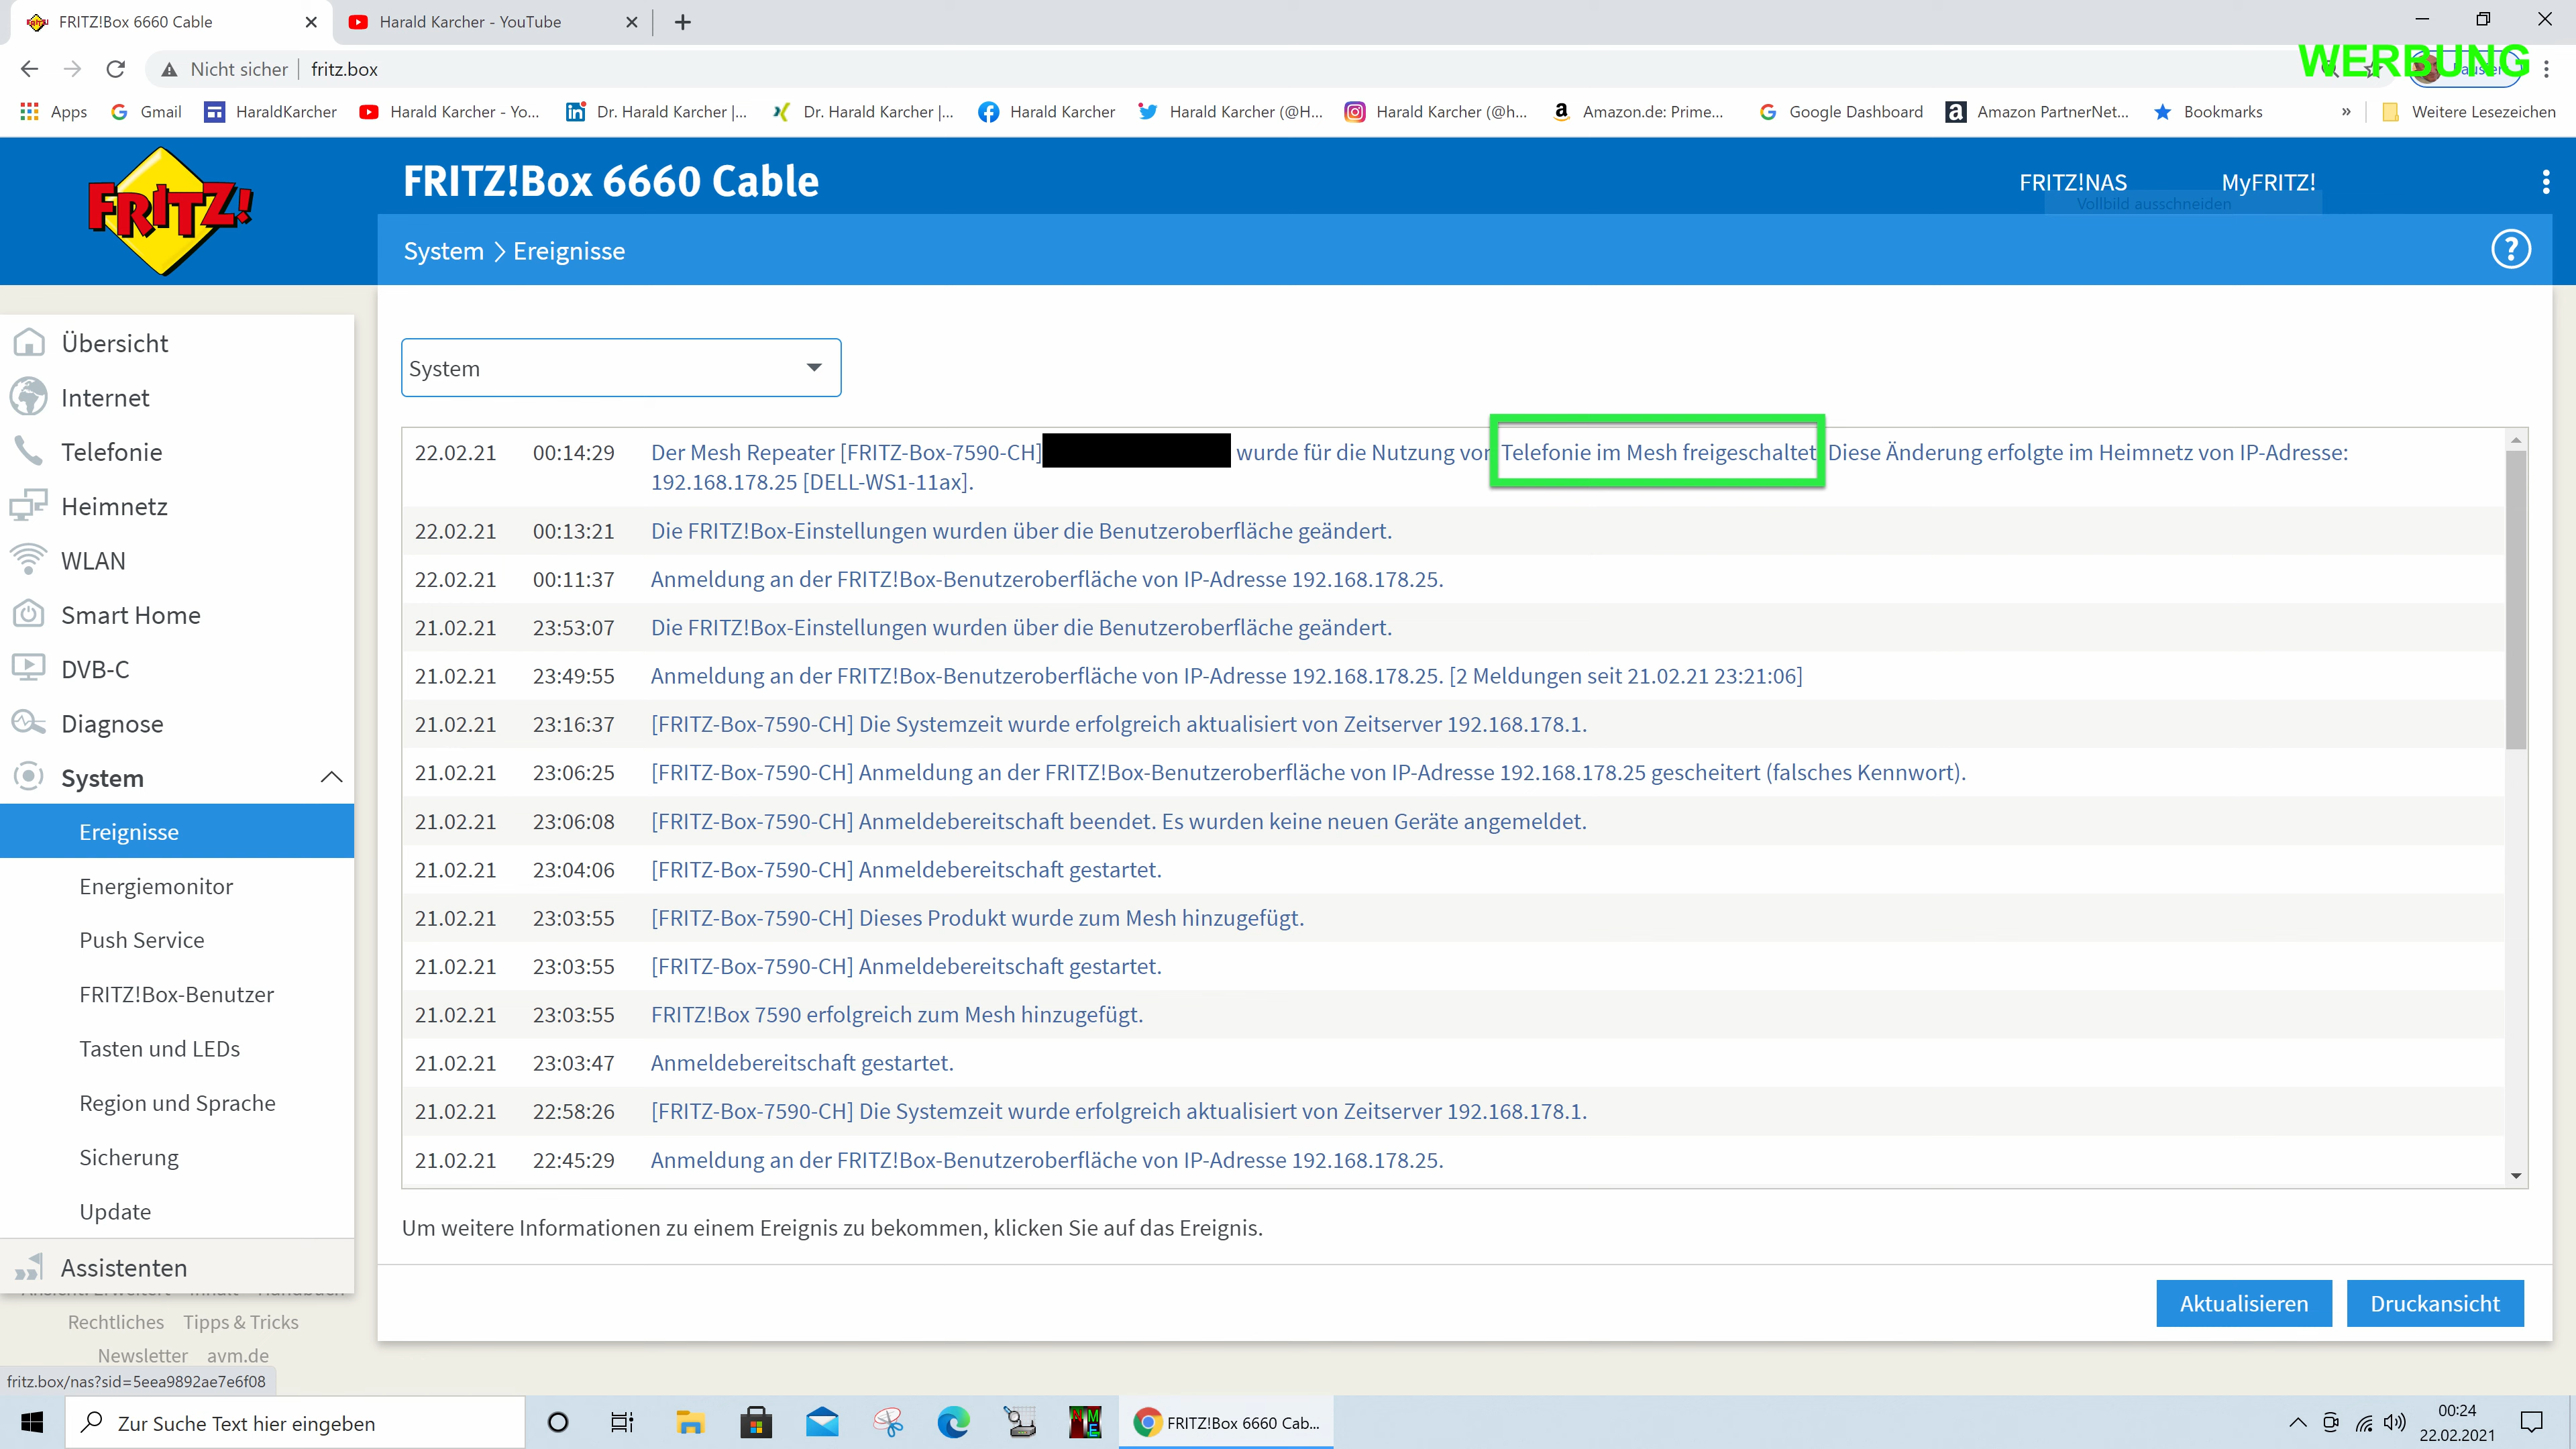 FRITZ!Box 6660 Cable
Harald Karcher - YouTube
Nicht sicher
fritz.box
WERBUNG
Apps
Gmail
HaraldKarcher
Harald Karcher - Yo...
Dr. Harald Karcher |...
Dr. Harald Karcher |...
Harald Karcher
Harald Karcher (@H...
Harald Karcher (@h...
Amazon.de: Prime...
Google Dashboard
Amazon PartnerNet...
Bookmarks
»
Weitere Lesezeichen
FRITZ!
FRITZ!Box 6660 Cable
FRITZ!NAS
MyFRITZ!
Vollbild ausschneiden
System > Ereignisse
?
Übersicht
Internet
Telefonie
Heimnetz
WLAN
Smart Home
DVB-C
Diagnose
System
Ereignisse
Energiemonitor
Push Service
FRITZ!Box-Benutzer
Tasten und LEDs
Region und Sprache
Sicherung
Update
Assistenten
Rechtliches Tipps & Tricks
Newsletter avm.de
System
22.02.21 00:14:29 Der Mesh Repeater [FRITZ-Box-7590-CH] wurde für die Nutzung vor Telefonie im Mesh freigeschaltet Diese Änderung erfolgte im Heimnetz von IP-Adresse:
192.168.178.25 [DELL-WS1-11ax].
22.02.21 00:13:21 Die FRITZ!Box-Einstellungen wurden über die Benutzeroberfläche geändert.
22.02.21 00:11:37 Anmeldung an der FRITZ!Box-Benutzeroberfläche von IP-Adresse 192.168.178.25.
21.02.21 23:53:07 Die FRITZ!Box-Einstellungen wurden über die Benutzeroberfläche geändert.
21.02.21 23:49:55 Anmeldung an der FRITZ!Box-Benutzeroberfläche von IP-Adresse 192.168.178.25. [2 Meldungen seit 21.02.21 23:21:06]
21.02.21 23:16:37 [FRITZ-Box-7590-CH] Die Systemzeit wurde erfolgreich aktualisiert von Zeitserver 192.168.178.1.
21.02.21 23:06:25 [FRITZ-Box-7590-CH] Anmeldung an der FRITZ!Box-Benutzeroberfläche von IP-Adresse 192.168.178.25 gescheitert (falsches Kennwort).
21.02.21 23:06:08 [FRITZ-Box-7590-CH] Anmeldebereitschaft beendet. Es wurden keine neuen Geräte angemeldet.
21.02.21 23:04:06 [FRITZ-Box-7590-CH] Anmeldebereitschaft gestartet.
21.02.21 23:03:55 [FRITZ-Box-7590-CH] Dieses Produkt wurde zum Mesh hinzugefügt.
21.02.21 23:03:55 [FRITZ-Box-7590-CH] Anmeldebereitschaft gestartet.
21.02.21 23:03:55 FRITZ!Box 7590 erfolgreich zum Mesh hinzugefügt.
21.02.21 23:03:47 Anmeldebereitschaft gestartet.
21.02.21 22:58:26 [FRITZ-Box-7590-CH] Die Systemzeit wurde erfolgreich aktualisiert von Zeitserver 192.168.178.1.
21.02.21 22:45:29 Anmeldung an der FRITZ!Box-Benutzeroberfläche von IP-Adresse 192.168.178.25.
Um weitere Informationen zu einem Ereignis zu bekommen, klicken Sie auf das Ereignis.
Aktualisieren
Druckansicht
fritz.box/nas?sid=5eea9892ae7e6f08
Zur Suche Text hier eingeben
FRITZ!Box 6660 Cab...
00:24
22.02.2021